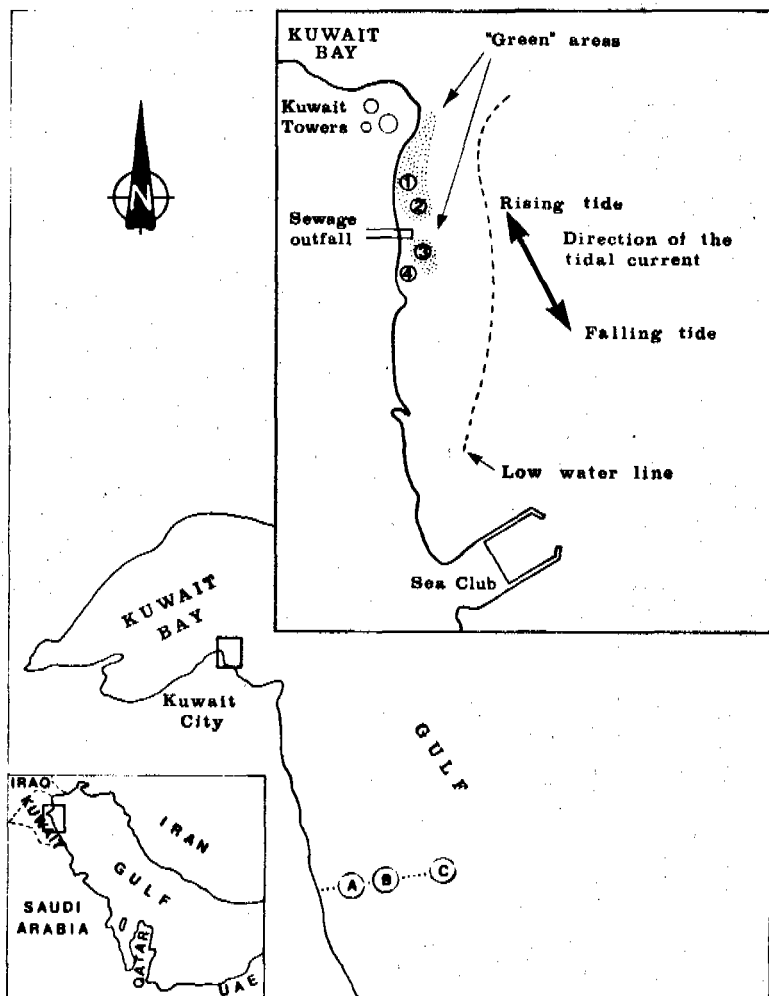 KUWAIT
BAY
"Green" areas
Kuwait
Towers
1
2
Sewage
outfall
3
4
Rising tide
Direction of the
tidal current
Falling tide
Low water line
Sea Club
N
KUWAIT
BAY
Kuwait
City
GULF
A
B
C
IRAQ
KUWAIT
IRAN
GULF
SAUDI
ARABIA
QATAR
UAE